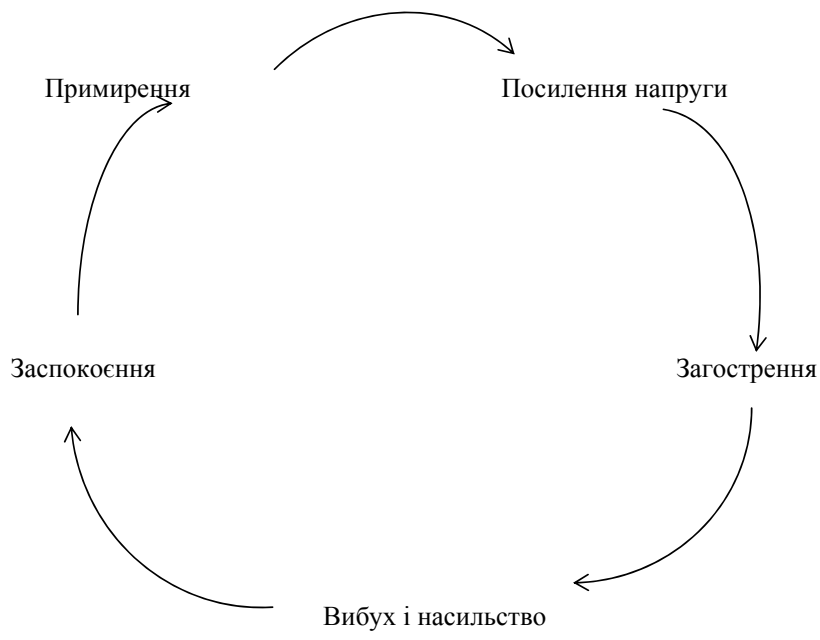 Примирення
Посилення напруги
Заспокоєння
Загострення
Вибух і насильство